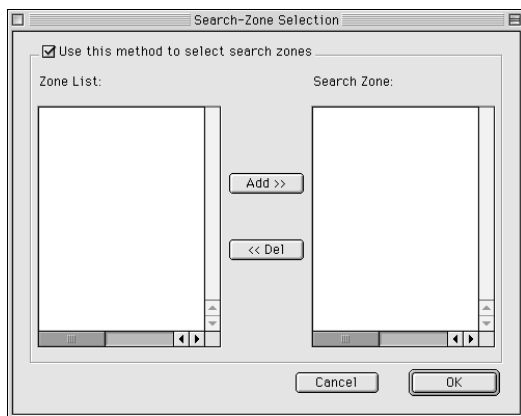 Search-Zone Selection
Use this method to select search zones
Zone List:
Search Zone:
Add >>
<< Del
Cancel
OK